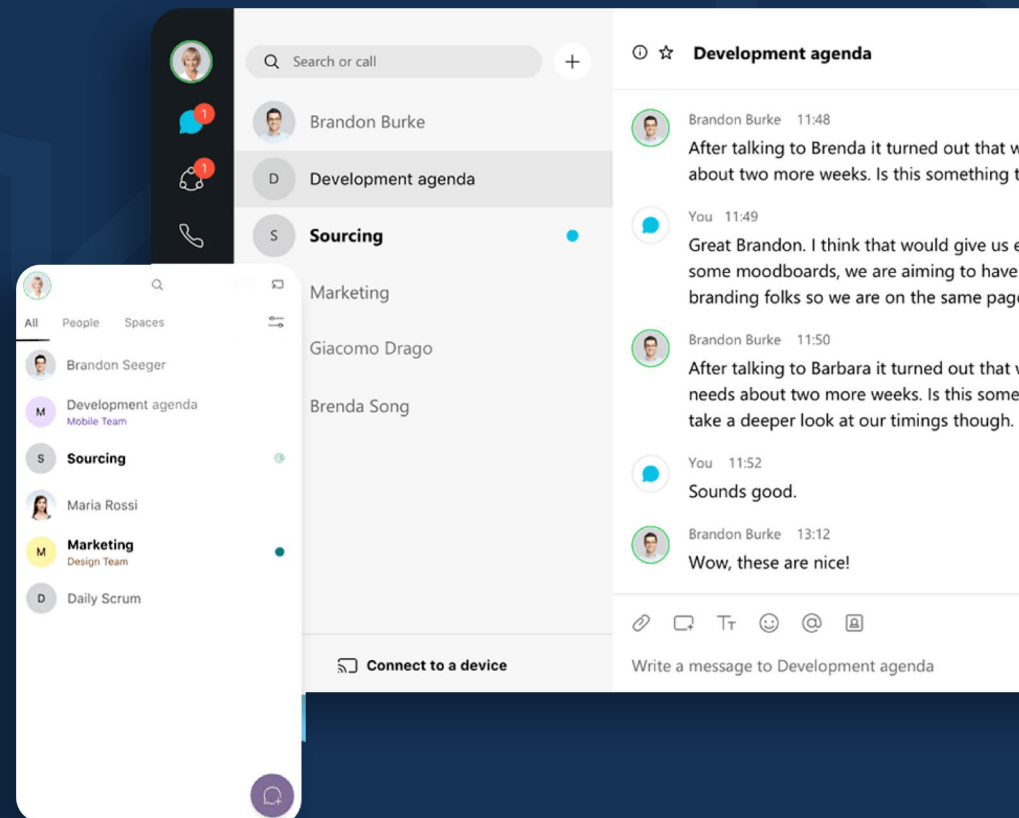 1
1
Search or call
Brandon Burke
D
Development agenda
S
Sourcing
Marketing
Giacomo Drago
Brenda Song
Connect to a device
Development agenda
Brandon Burke 11:48
After talking to Brenda it turned out that
about two more weeks. Is this something
You 11:49
Great Brandon. I think that would give us
some moodboards, we are aiming to have
branding folks so we are on the same page
Brandon Burke 11:50
After talking to Barbara it turned out that
needs about two more weeks. Is this some
take a deeper look at our timings though.
You 11:52
Sounds good.
Brandon Burke 13:12
Wow, these are nice!
Write a message to Development agenda
All People Spaces
Brandon Seeger
M
Development agenda
Mobile Team
S
Sourcing
@
Maria Rossi
M
Marketing
Design Team
D
Daily Scrum